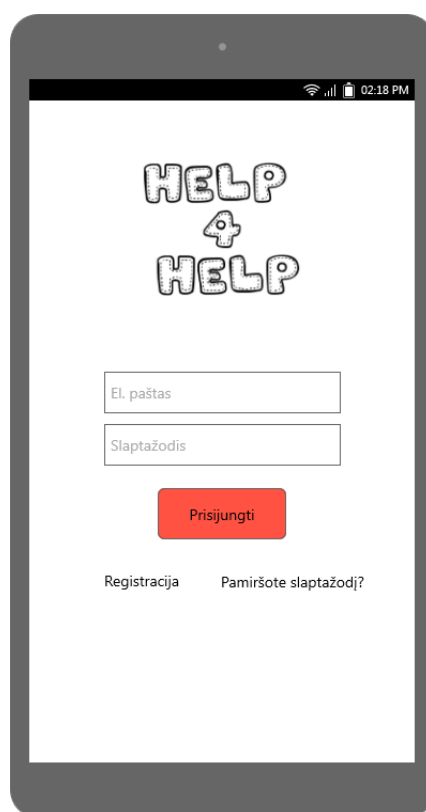 02:18 PM
HELP
4
HELP
El. paštas
Slaptažodis
Prisijungti
Registracija Pamiršote slaptažodį?